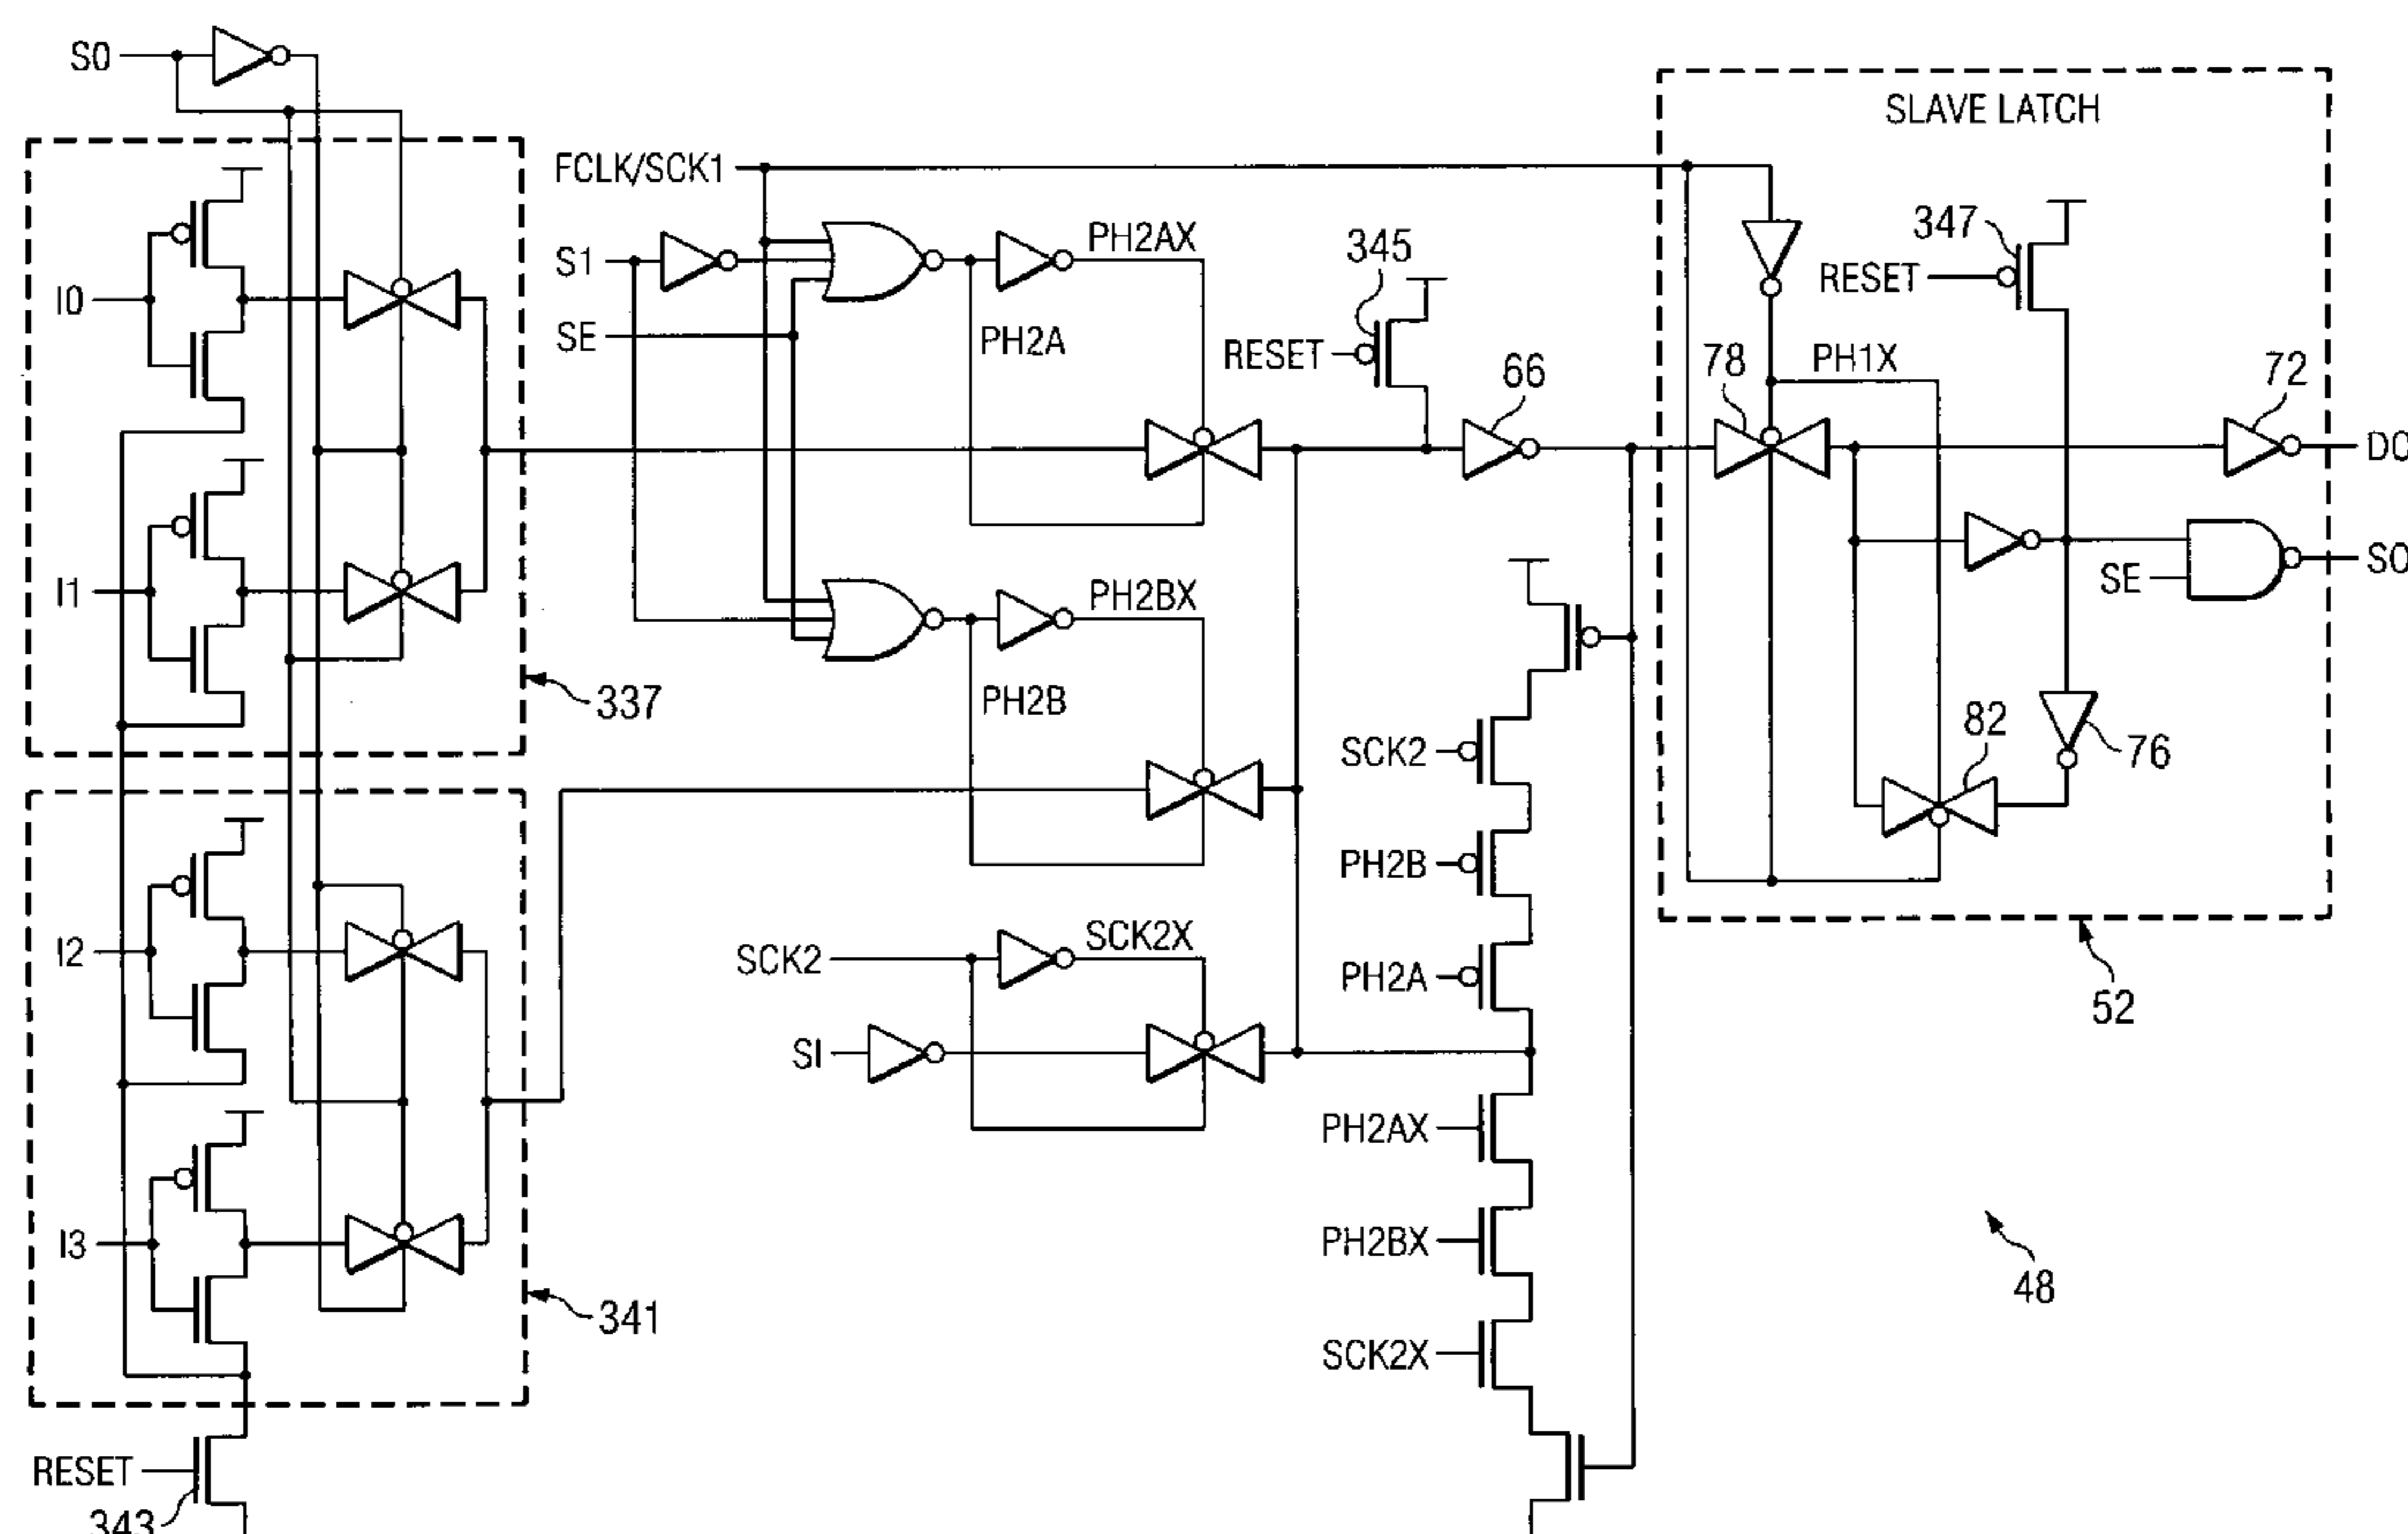 S0
SLAVE LATCH
FCLK/SCK1
347
S1
PH2AX
345
RESET
I0
SE
PH2A
RESET
66
78
PH1X
72
DO
SO
SE
I1
PH2BX
337
PH2B
SCK2
82
76
PH2B
I2
SCK2
SCK2X
PH2A
52
SI
PH2AX
I3
PH2BX
48
341
SCK2X
RESET
343